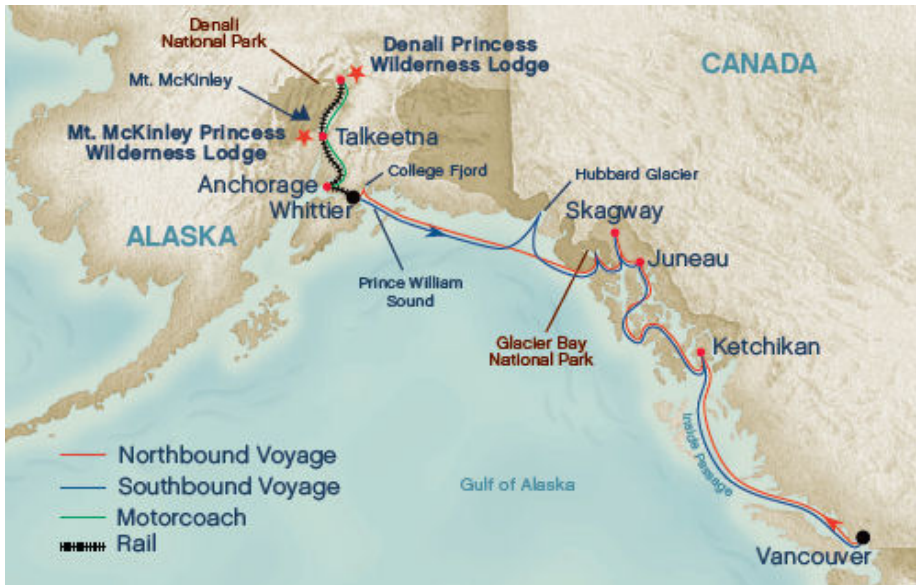 Denali
National Park
Denali Princess
Wilderness Lodge
CANADA
Mt. McKinley
Mt. McKinley Princess
Wilderness Lodge
Talkeetna
College Fjord
Hubbard Glacier
Anchorage
Whittier
Skagway
ALASKA
Juneau
Prince William
Sound
Glacier Bay
National Park
Ketchikan
Inside Passage
Northbound Voyage
Southbound Voyage
Motorcoach
Rail
Gulf of Alaska
Vancouver